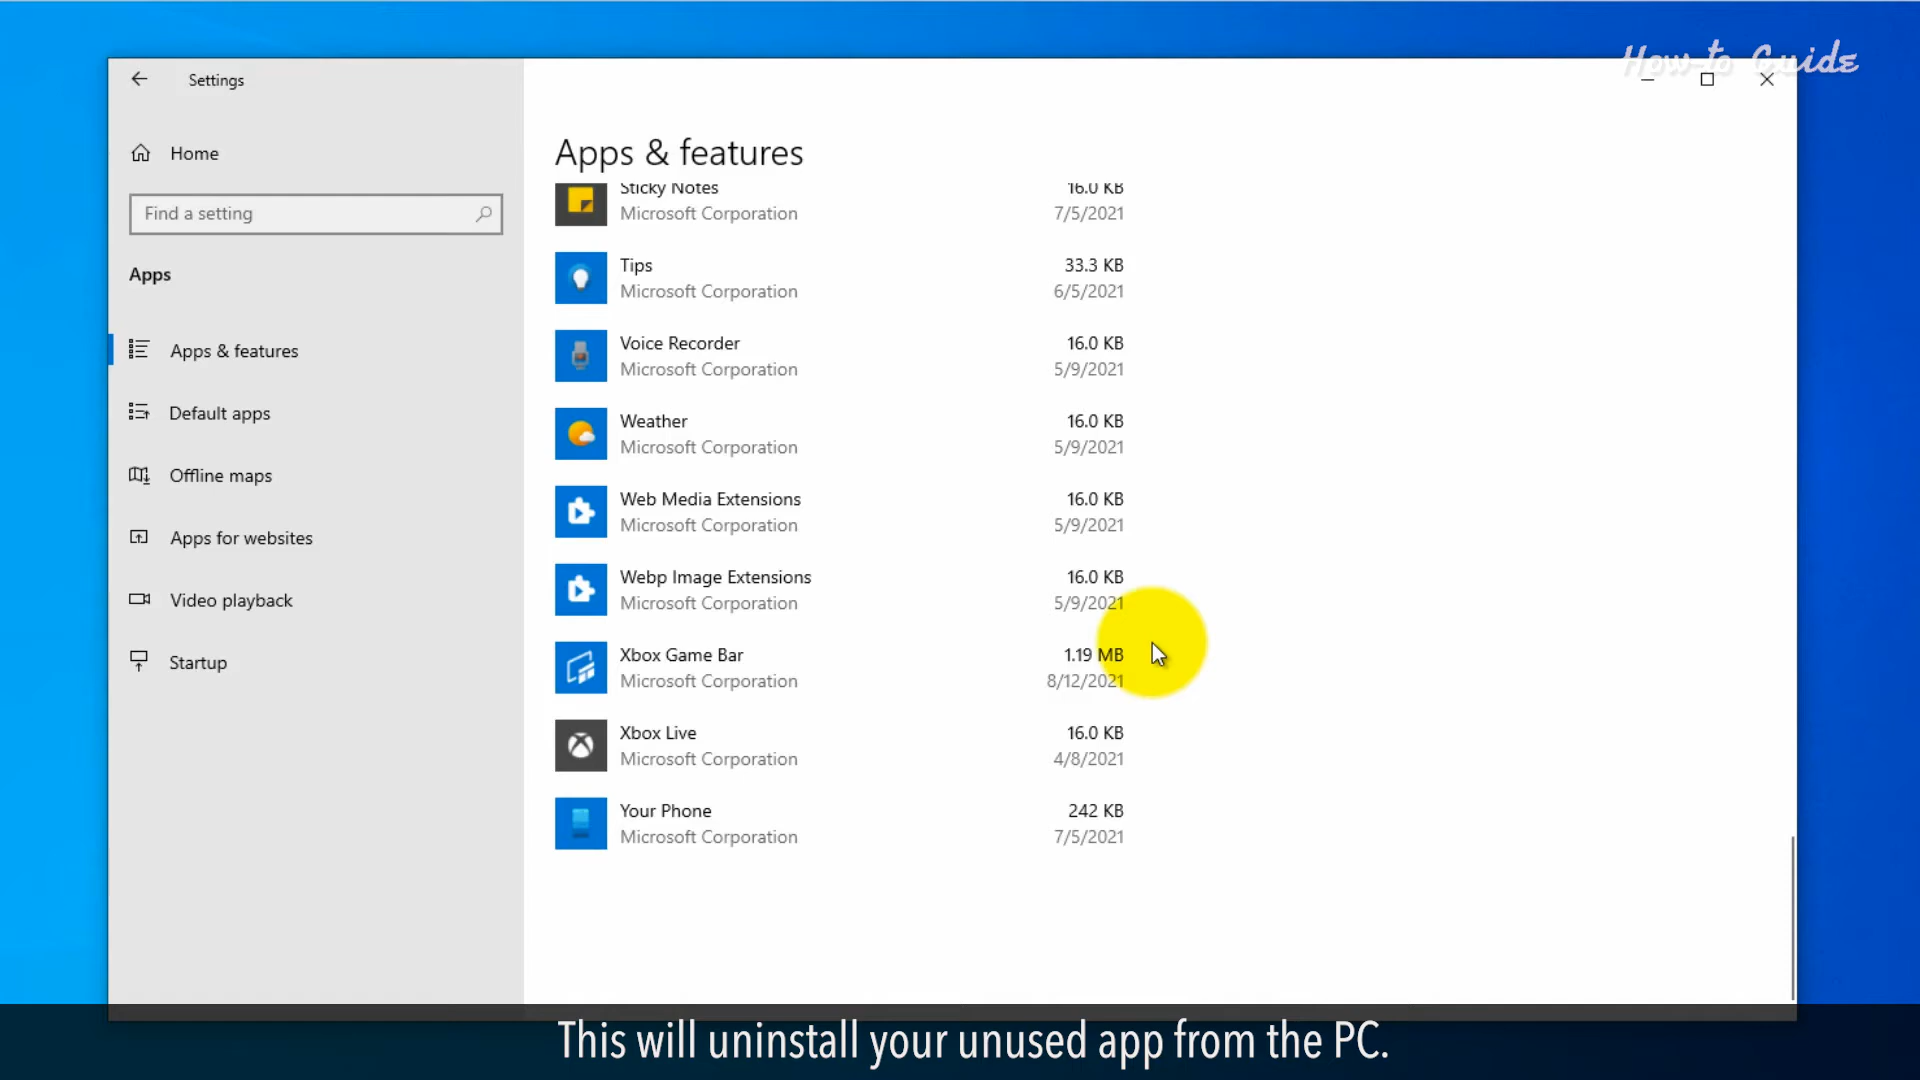 How-to Guide
Settings
Home
Find a setting
Apps
Apps & features
Default apps
Offline maps
Apps for websites
Video playback
Startup
Apps & features
Sticky Notes 16.0 KB
Microsoft Corporation 7/5/2021
Tips 33.3 KB
Microsoft Corporation 6/5/2021
Voice Recorder 16.0 KB
Microsoft Corporation 5/9/2021
Weather 16.0 KB
Microsoft Corporation 5/9/2021
Web Media Extensions 16.0 KB
Microsoft Corporation 5/9/2021
Webp Image Extensions 16.0 KB
Microsoft Corporation 5/9/2021
Xbox Game Bar 1.19 MB
Microsoft Corporation 8/12/2021
Xbox Live 16.0 KB
Microsoft Corporation 4/8/2021
Your Phone 242 KB
Microsoft Corporation 7/5/2021
This will uninstall your unused app from the PC.